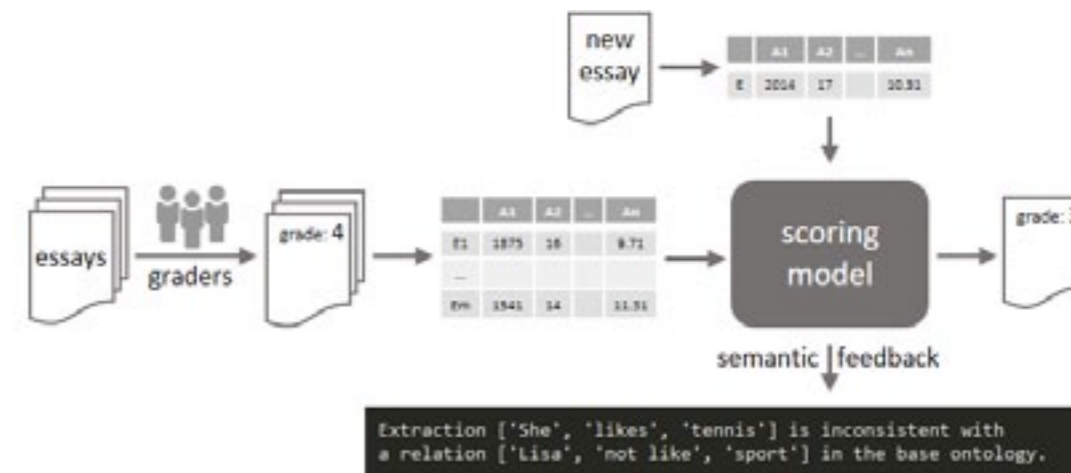 new
essay
A1 A2 ... An
E 2014 17 10.91
essays
graders
grade: 4
A1 A2 ... An
E1 1875 16 9.71
...
Em 1541 14 11.51
scoring
model
grade:
semantic feedback
Extraction ['She', 'likes', 'tennis'] is inconsistent with
a relation ['Lisa', 'not like', 'sport'] in the base ontology.